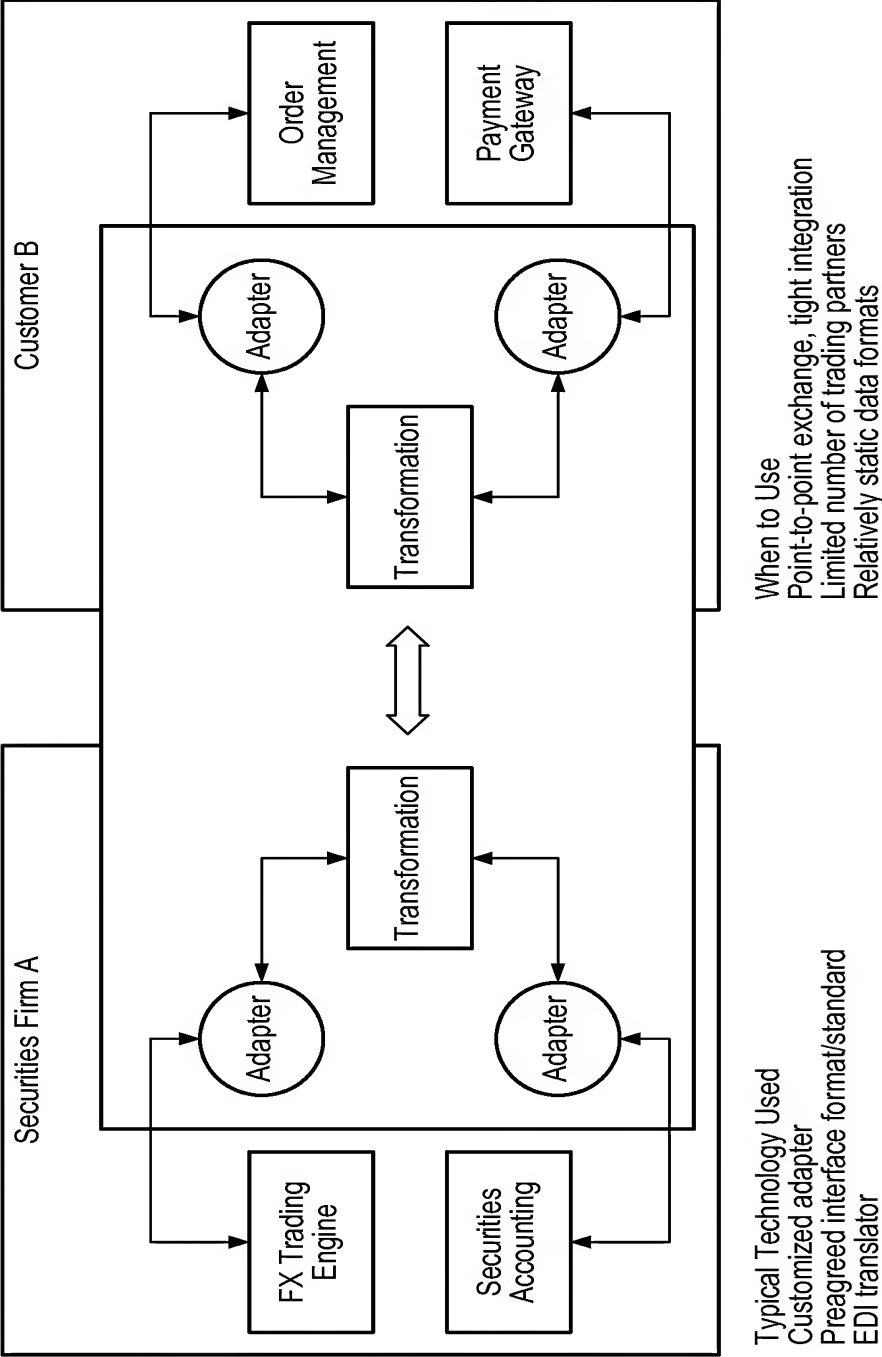 Securities Firm A
Customer B
FX Trading
Engine
Adapter
Adapter
Order
Management
Transformation
Transformation
Securities
Accounting
Adapter
Adapter
Payment
Gateway
Typical Technology Used
Customized adapter
Preagreed interface format/standard
EDI translator
When to Use
Point-to-point exchange, tight integration
Limited number of trading partners
Relatively static data formats